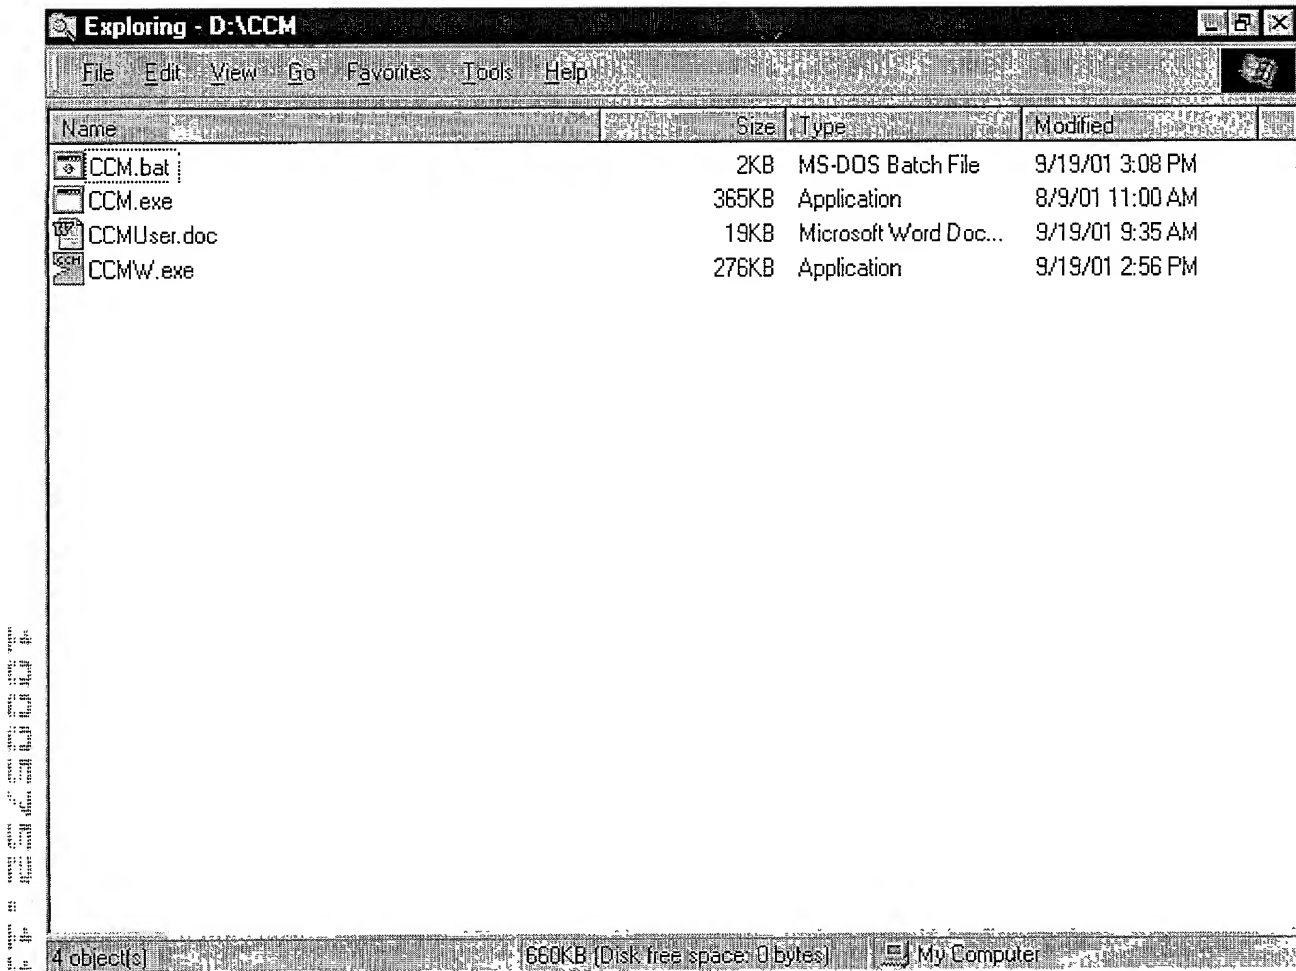 Exploring - D:\CCM
File Edit View Go Favorites Tools Help
Name Size Type Modified
CCM.bat 2KB MS-DOS Batch File 9/19/01 3:08 PM
CCM.exe 365KB Application 8/9/01 11:00 AM
CCMUser.doc 19KB Microsoft Word Doc... 9/19/01 9:35 AM
CCMW.exe 276KB Application 9/19/01 2:56 PM
4 object(s) 660KB (Disk free space: 0 bytes) My Computer